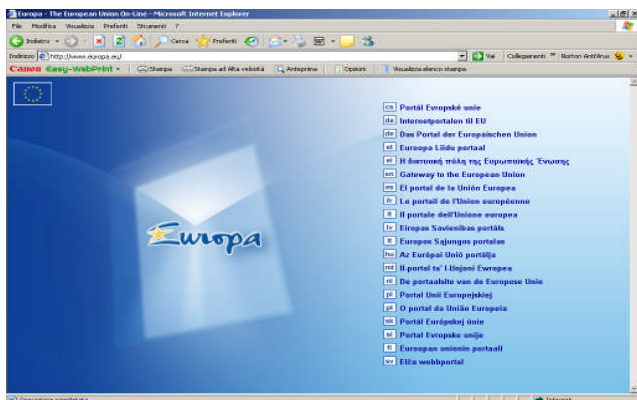 Europa - The European Union On-Line - Microsoft Internet Explorer
File Modifica Visualizza Preferiti Strumenti ?
Indietro Cerca Preferiti
Indirizzo http://www.europa.eu/ Vai Collegamenti » Norton AntiVirus
Canon Easy-WebPrint Stampa Stampa ad Alta velocità Anteprima Opzioni Visualizza elenco stampa
cs Portál Evropské unie
da Internetportalen til EU
de Das Portal der Europäischen Union
et Euroopa Liidu portaal
el Η δικτυακή πύλη της Ευρωπαϊκής Ένωσης
en Gateway to the European Union
es El portal de la Unión Europea
fr Le portail de l'Union européenne
it Il portale dell'Unione europea
lv Eiropas Savienības portāls
lt Europos Sąjungos portalas
hu Az Európai Unió portálja
mt Il-portal ta' l-Unjoni Ewropea
nl De portaalsite van de Europese Unie
pl Portal Unii Europejskiej
pt O portal da União Europeia
sk Portál Európskej únie
sl Portal Evropske unije
fi Euroopan unionin portaali
sv EU:s webbportal
Europa
Internet